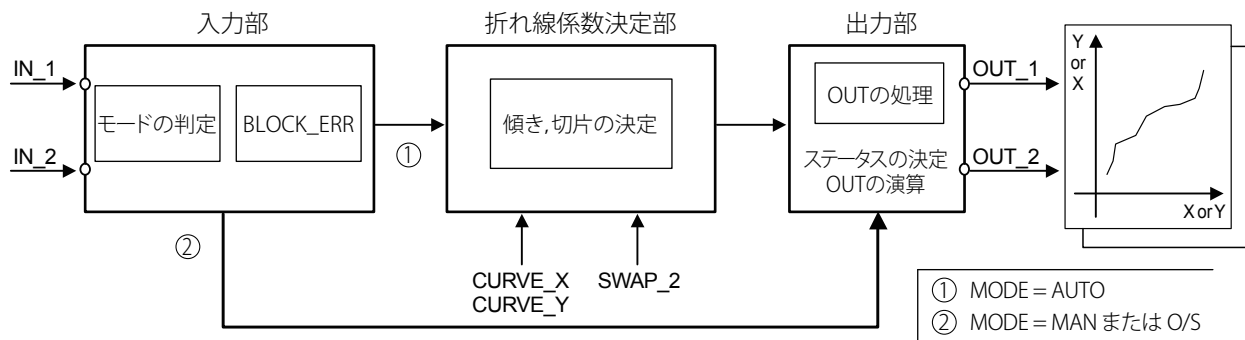 入力部
折れ線係数決定部
出力部
IN_1
IN_2
モードの判定
BLOCK_ERR
①
②
傾き,切片の決定
CURVE_X
CURVE_Y
SWAP_2
OUTの処理
ステータスの決定
OUTの演算
OUT_1
OUT_2
Y
or
X
X or Y
① MODE = AUTO
② MODE = MAN または O/S